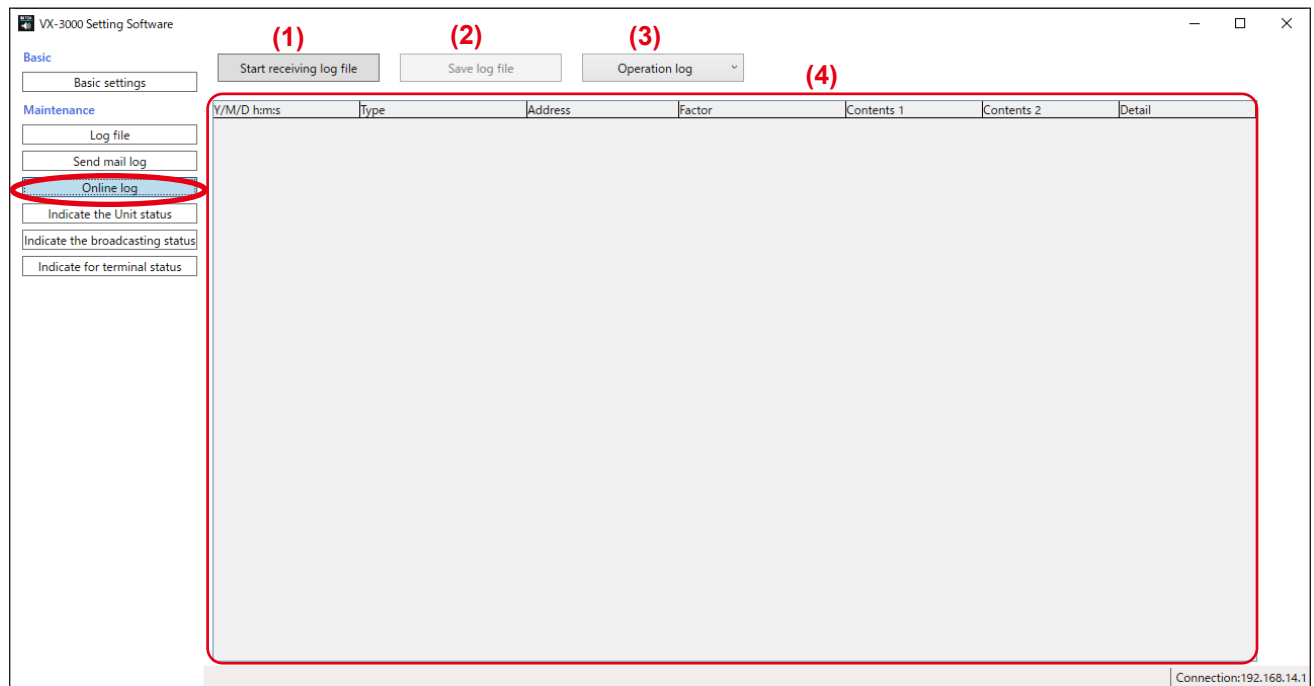 VX-3000 Setting Software
(1) (2) (3) (4)
Basic
Start receiving log file Save log file Operation log
Basic settings
Maintenance
Y/M/D h:m:s Type Address Factor Contents 1 Contents 2 Detail
Log file
Send mail log
Online log
Indicate the Unit status
Indicate the broadcasting status
Indicate for terminal status
Connection:192.168.14.1